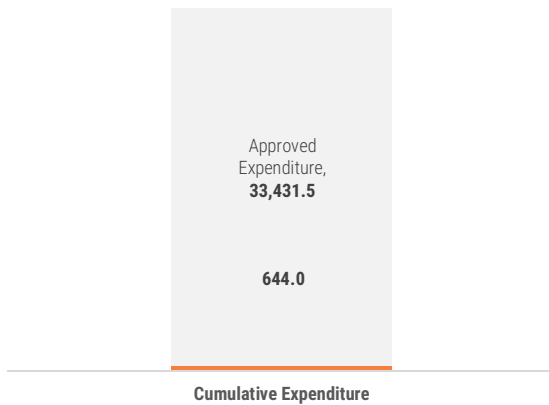 Approved
Expenditure,
33,431.5
644.0
Cumulative Expenditure